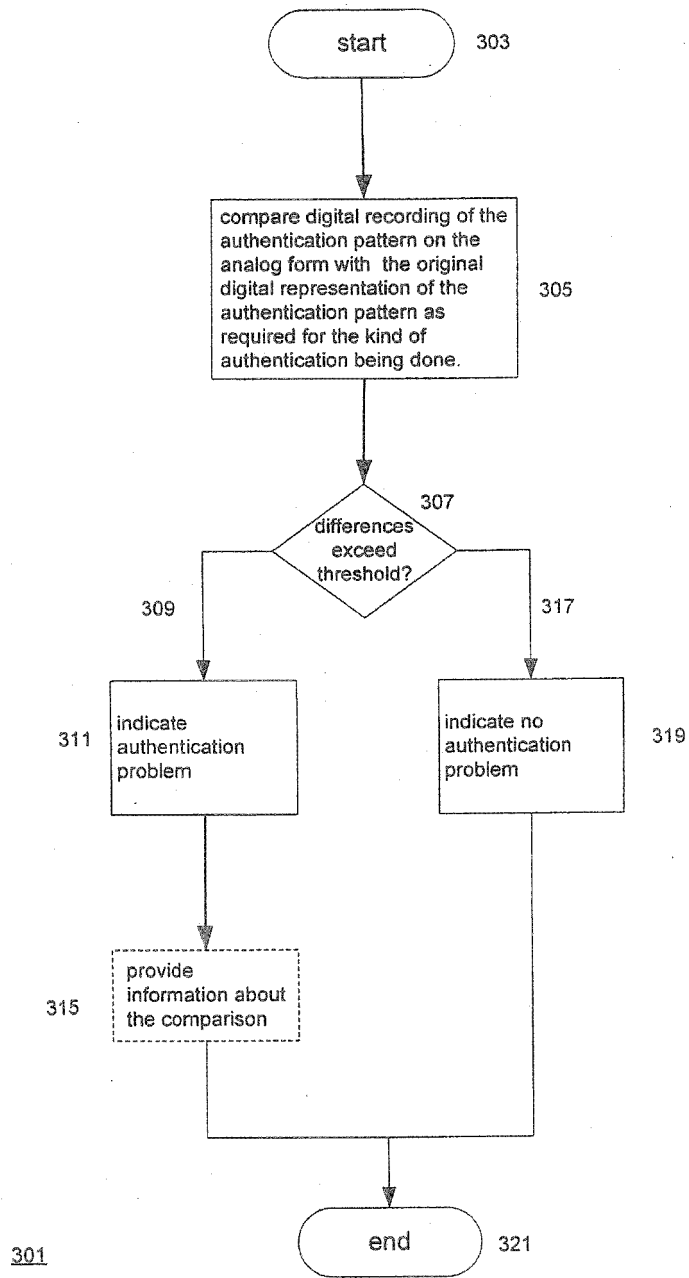 start
303
compare digital recording of the
authentication pattern on the
analog form with the original
digital representation of the
authentication pattern as
required for the kind of
authentication being done.
305
307
differences
exceed
threshold?
309
317
311
indicate
authentication
problem
indicate no
authentication
problem
319
315
provide
information about
the comparison
end
321
301